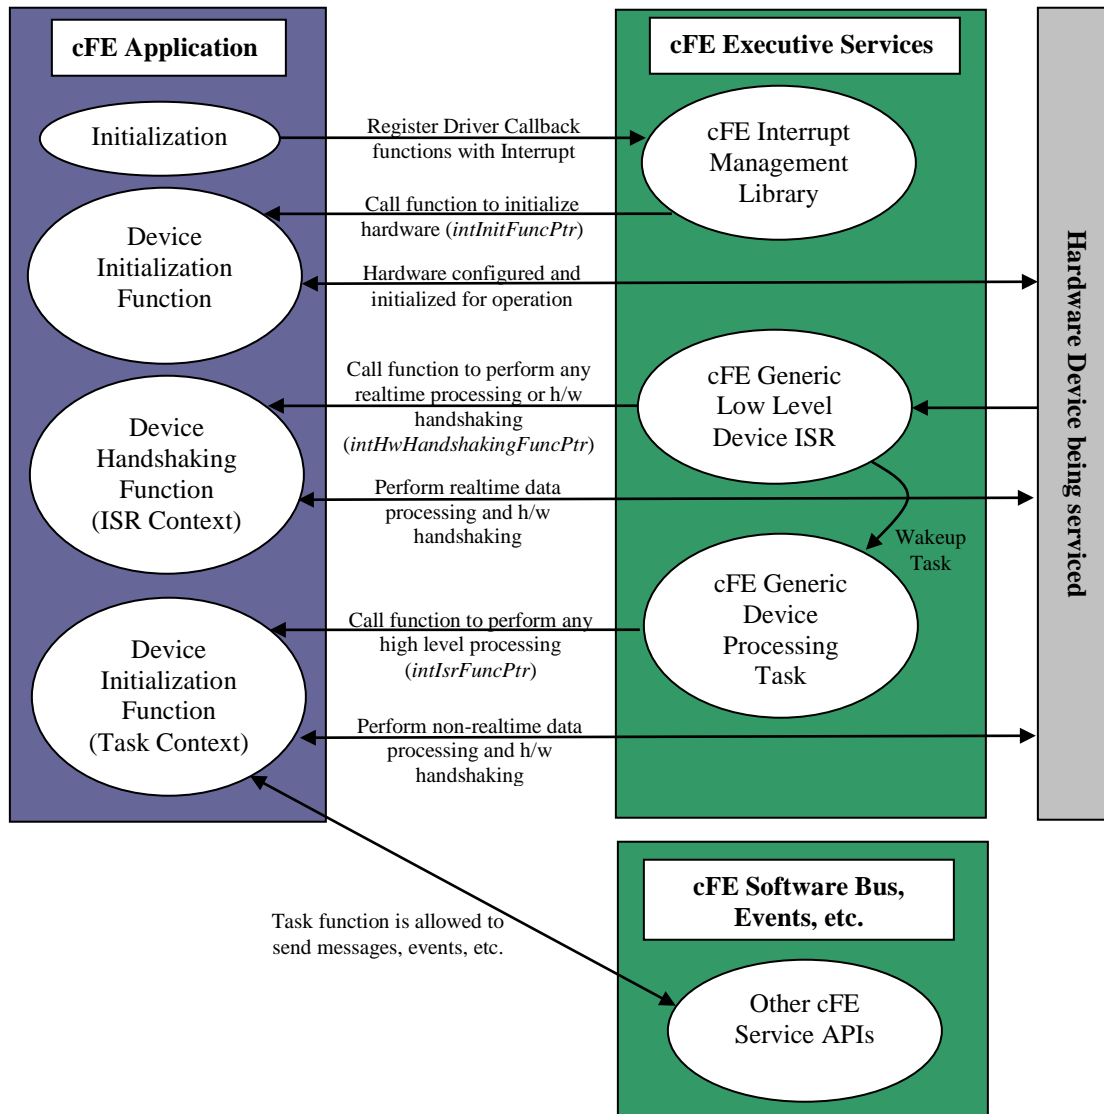 cFE Application
cFE Executive Services
Initialization
Register Driver Callback
functions with Interrupt
cFE Interrupt
Management
Library
Call function to initialize
hardware (intInitFuncPtr)
Device
Initialization
Function
Hardware configured and
initialized for operation
Hardware Device being serviced
Call function to perform any
realtime processing or h/w
handshaking
(intHwHandshakingFuncPtr)
cFE Generic
Low Level
Device ISR
Device
Handshaking
Function
(ISR Context)
Perform realtime data
processing and h/w
handshaking
Wakeup
Task
cFE Generic
Device
Processing
Task
Call function to perform any
high level processing
(intIsrFuncPtr)
Device
Initialization
Function
(Task Context)
Perform non-realtime data
processing and h/w
handshaking
cFE Software Bus,
Events, etc.
Task function is allowed to
send messages, events, etc.
Other cFE
Service APIs